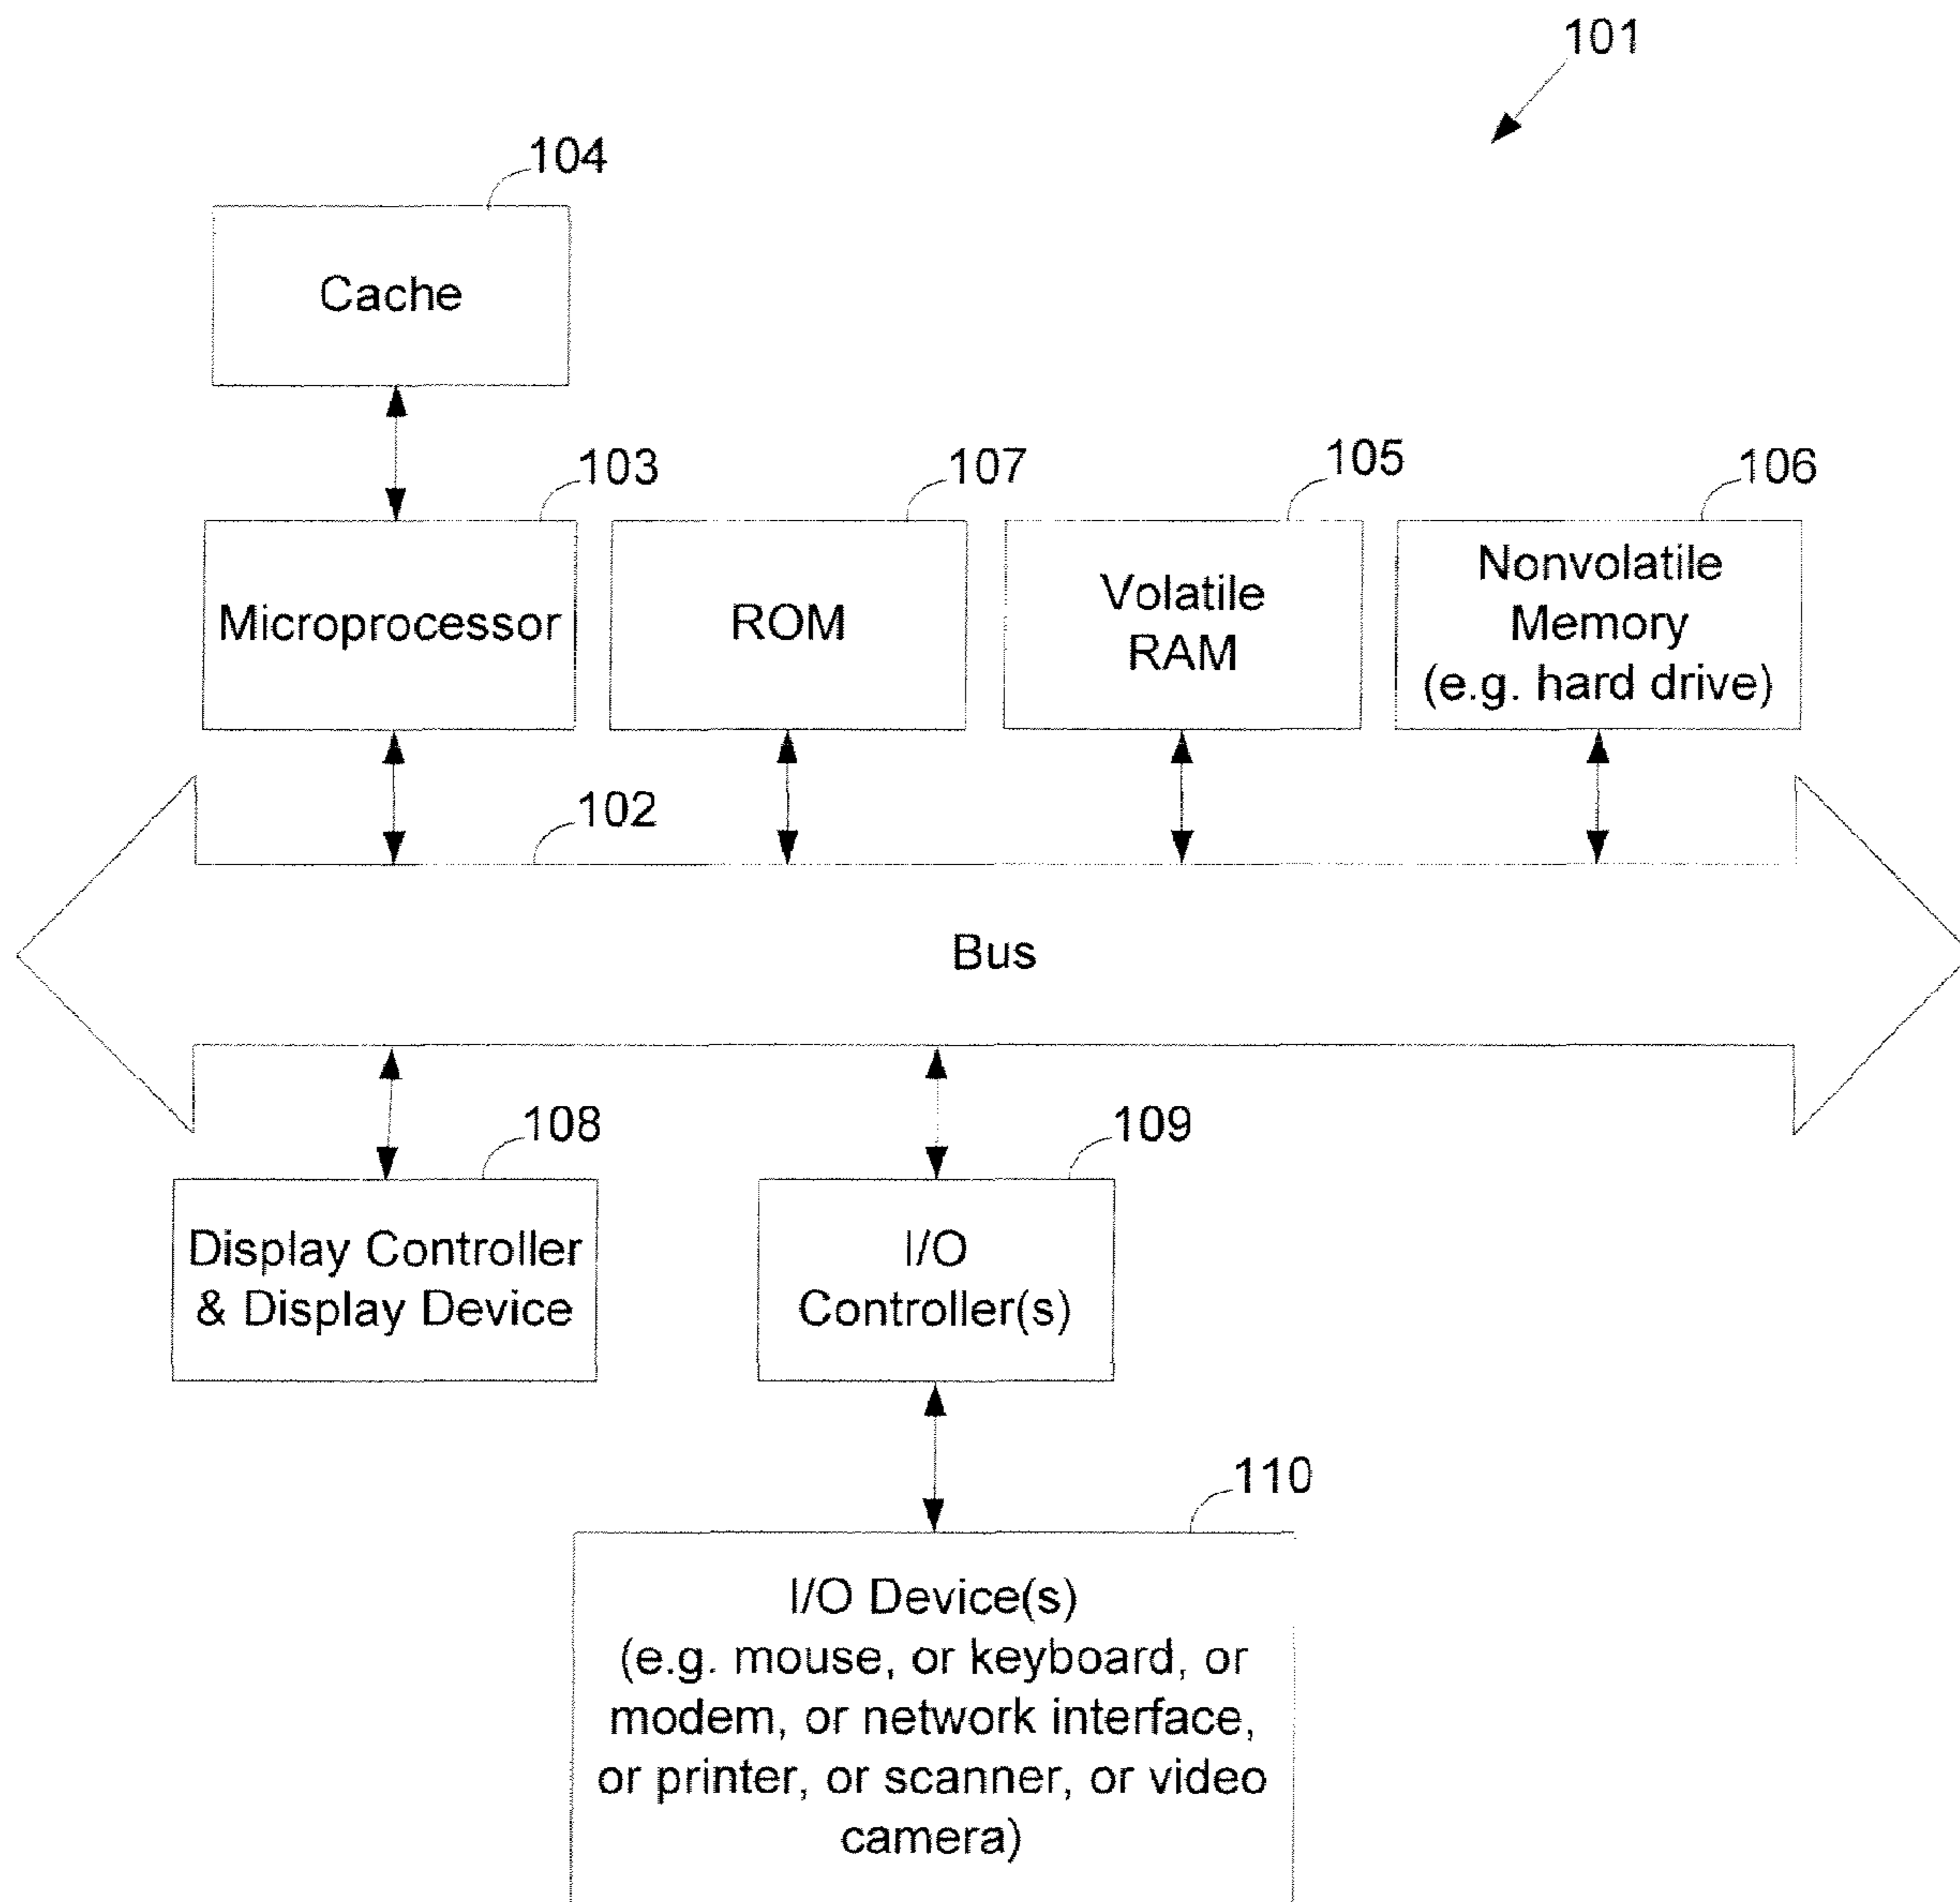 101
104
Cache
103
107
105
106
Microprocessor
ROM
Volatile
RAM
Nonvolatile
Memory
(e.g. hard drive)
102
Bus
108
109
Display Controller
& Display Device
I/O
Controller(s)
110
I/O Device(s)
(e.g. mouse, or keyboard, or
modem, or network interface,
or printer, or scanner, or video
camera)